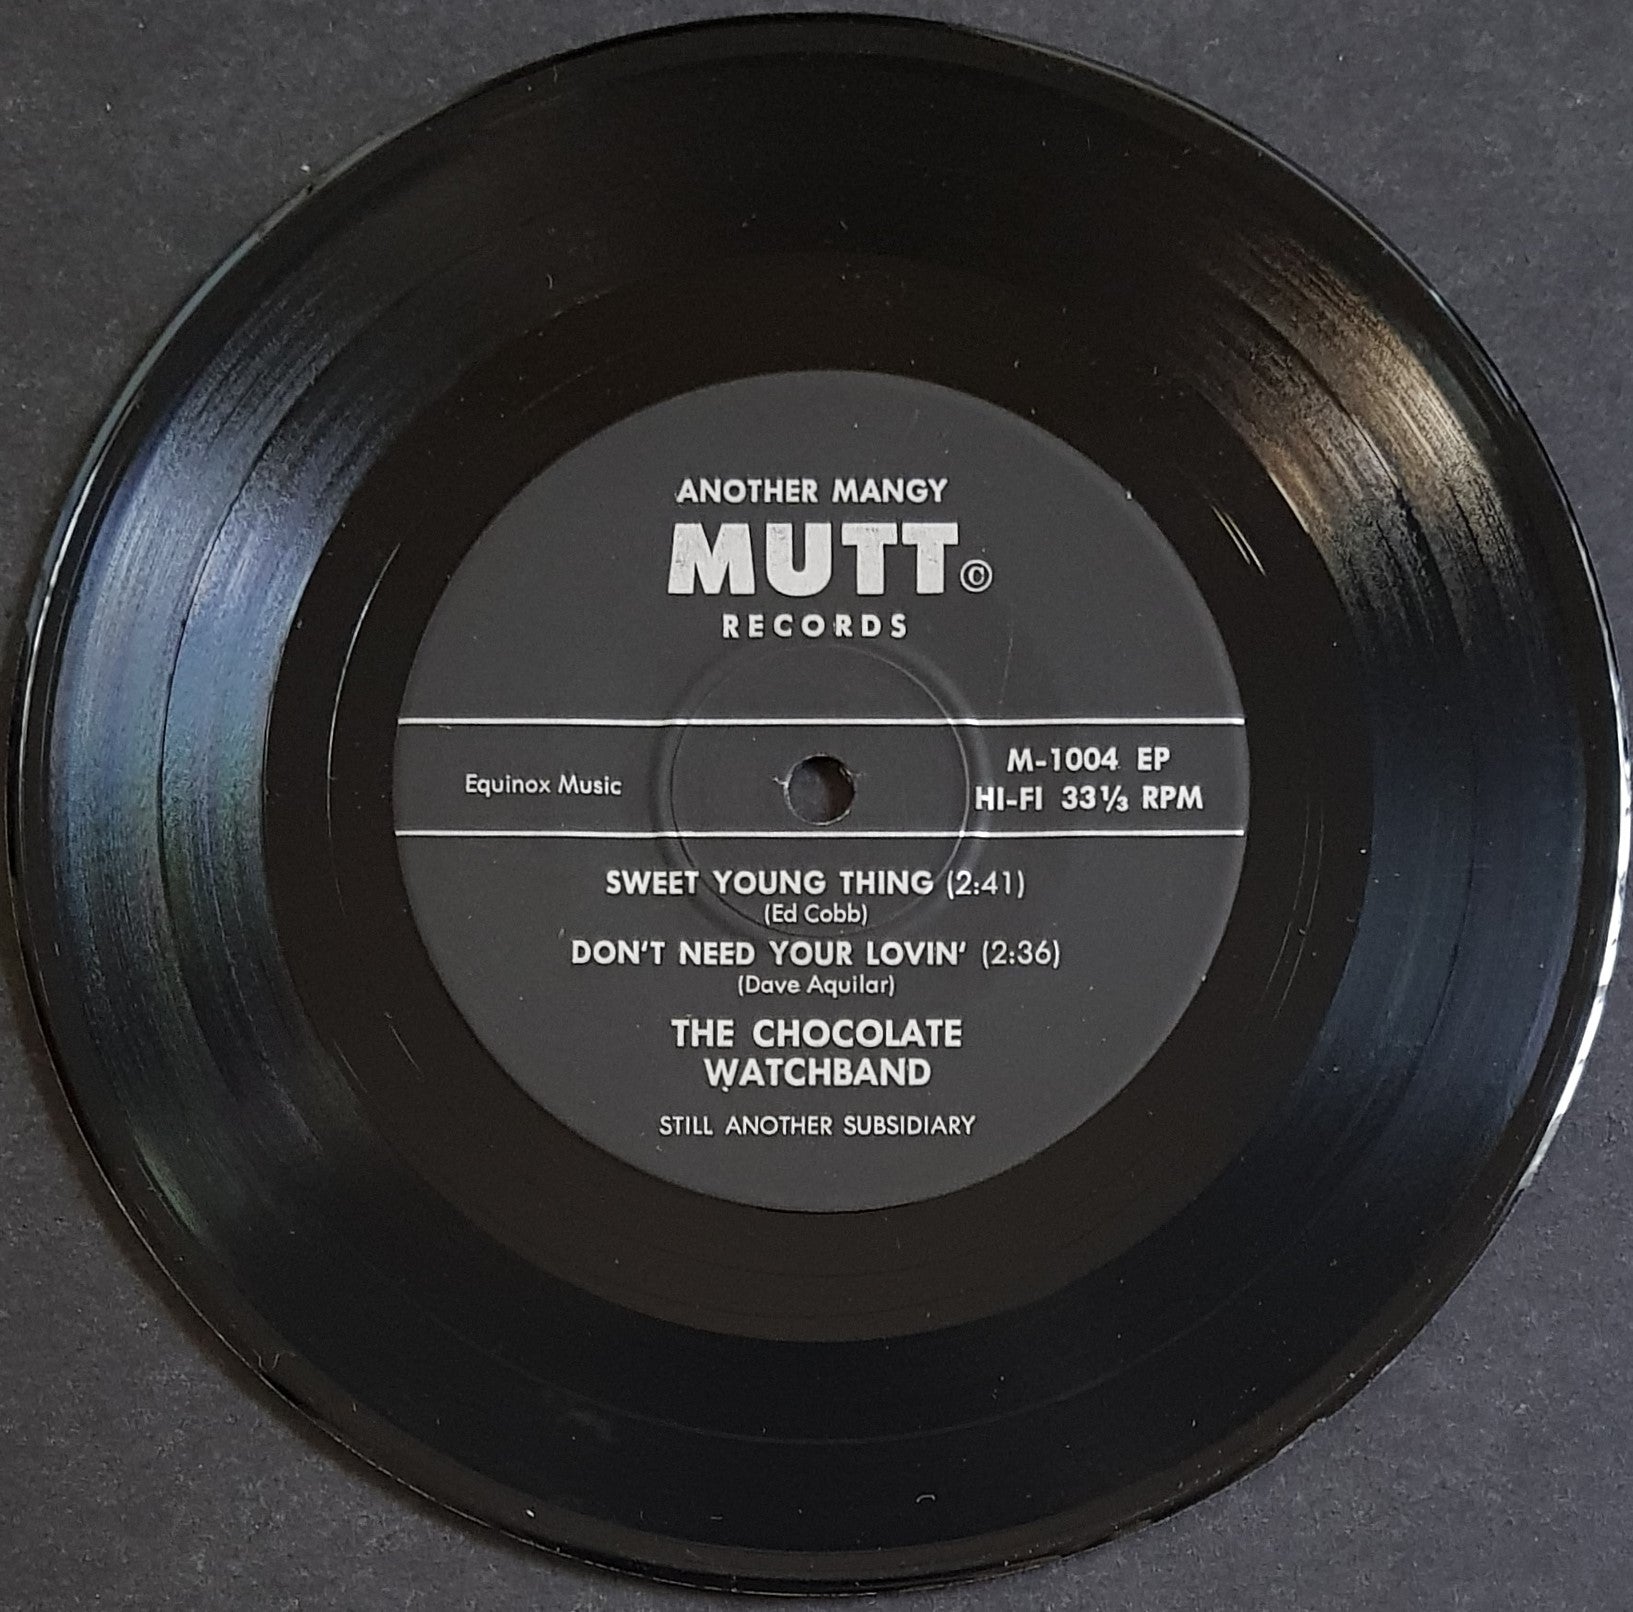 ANOTHER MANGY
MUTT ©
RECORDS
Equinox Music
M-1004 EP
HI-FI 33⅓ RPM
SWEET YOUNG THING (2:41)
(Ed Cobb)
DON'T NEED YOUR LOVIN' (2:36)
(Dave Aquilar)
THE CHOCOLATE
WATCHBAND
STILL ANOTHER SUBSIDIARY